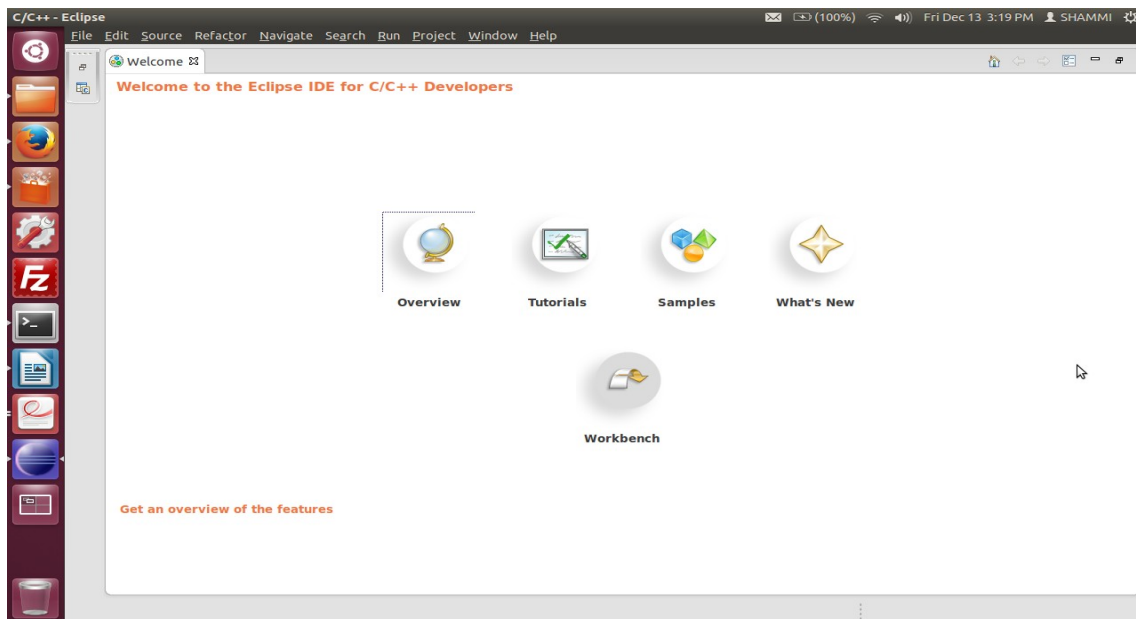 C/C++ - Eclipse (100%) Fri Dec 13 3:19 PM SHAMMI
File Edit Source Refactor Navigate Search Run Project Window Help
Welcome
Welcome to the Eclipse IDE for C/C++ Developers
Overview Tutorials Samples What's New
Workbench
Get an overview of the features
Fz
>_